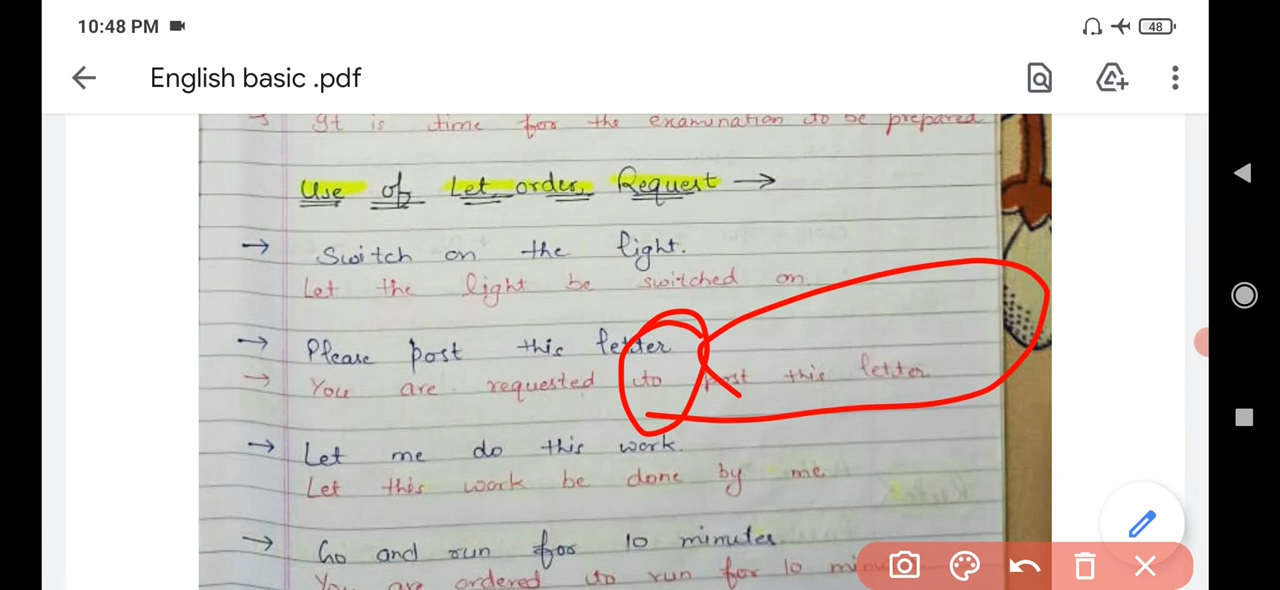 10:48 PM
48
English basic .pdf
It is time for the examination to be prepared
Use of Let, order, Request →
→ Switch on the light.
Let the light be switched on.
→ Please post this letter
→ You are requested to post this letter
→ Let me do this work.
Let this work be done by me
→ Go and run for 10 minutes
You are ordered to run for 10